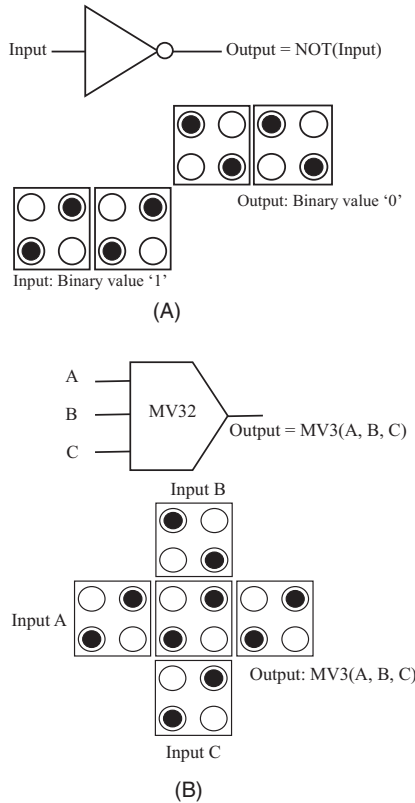 Input
Output = NOT(Input)
Output: Binary value ‘0’
Input: Binary value ‘1’
(A)
A
B
C
MV32
Output = MV3(A, B, C)
Input B
Input A
Output: MV3(A, B, C)
Input C
(B)